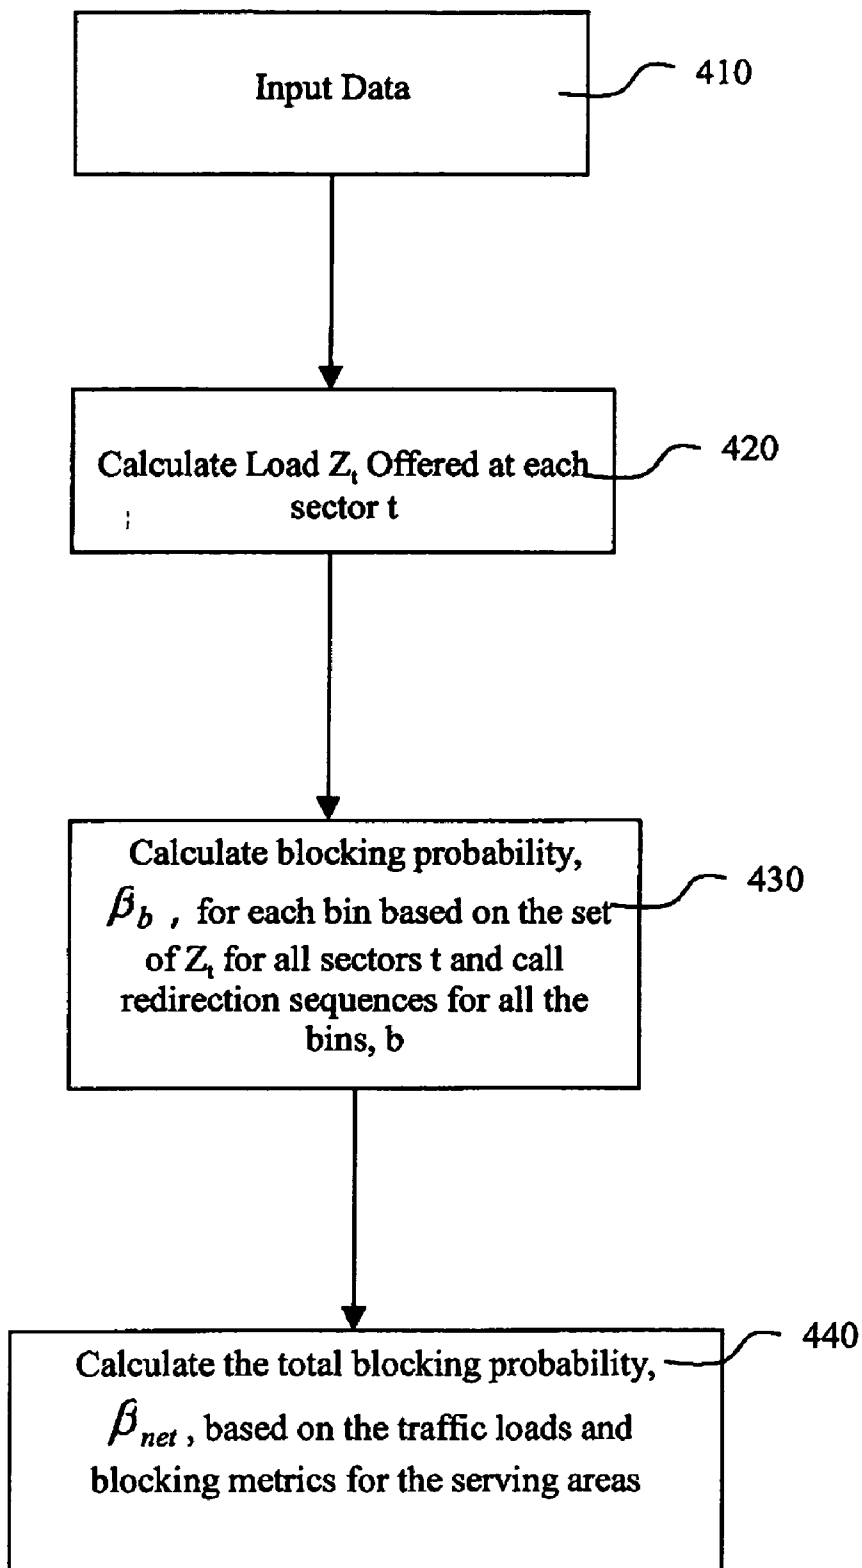 Input Data
410
Calculate Load Zₜ Offered at each
sector t
420
Calculate blocking probability,
β_b , for each bin based on the set
of Zₜ for all sectors t and call
redirection sequences for all the
bins, b
430
Calculate the total blocking probability,
β_net , based on the traffic loads and
blocking metrics for the serving areas
440